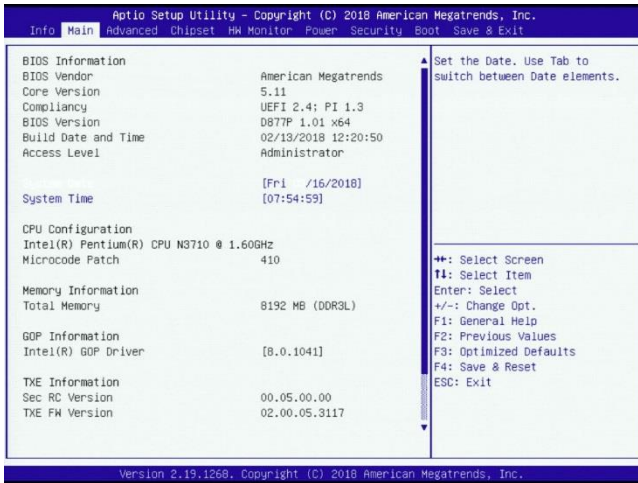 Aptio Setup Utility - Copyright (C) 2018 American Megatrends, Inc.
Info Main Advanced Chipset HW Monitor Power Security Boot Save & Exit
BIOS Information
BIOS Vendor American Megatrends
Core Version 5.11
Compliancy UEFI 2.4; PI 1.3
BIOS Version D877P 1.01 x64
Build Date and Time 02/13/2018 12:20:50
Access Level Administrator
[Fri /16/2018]
System Time [07:54:59]
CPU Configuration
Intel(R) Pentium(R) CPU N3710 @ 1.60GHz
Microcode Patch 410
Memory Information
Total Memory 8192 MB (DDR3L)
GOP Information
Intel(R) GOP Driver [8.0.1041]
TXE Information
Sec RC Version 00.05.00.00
TXE FW Version 02.00.05.3117
Set the Date. Use Tab to
switch between Date elements.
→←: Select Screen
↑↓: Select Item
Enter: Select
+/-: Change Opt.
F1: General Help
F2: Previous Values
F3: Optimized Defaults
F4: Save & Reset
ESC: Exit
Version 2.19.1268. Copyright (C) 2018 American Megatrends, Inc.